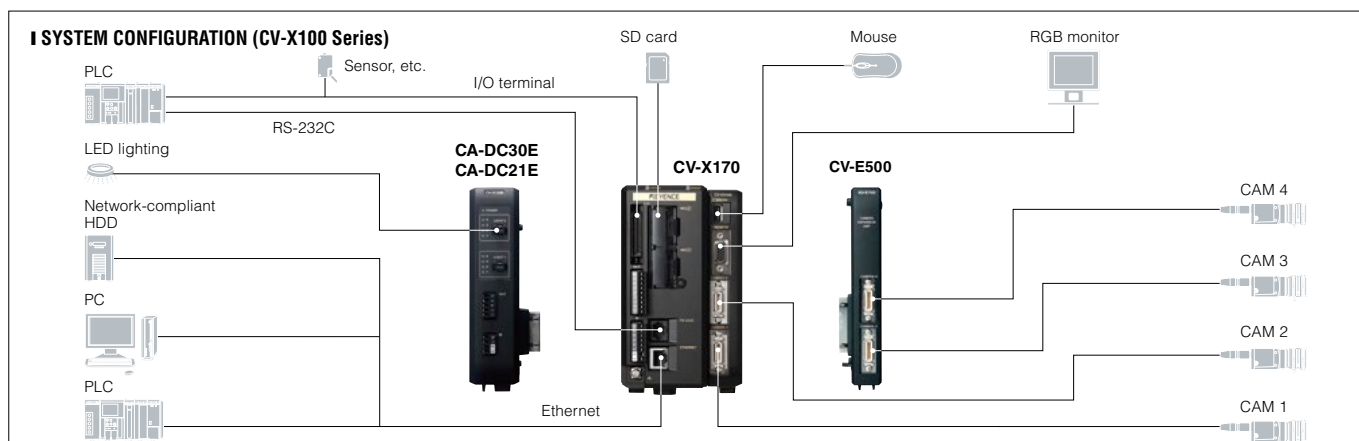 SYSTEM CONFIGURATION (CV-X100 Series)
PLC
Sensor, etc.
SD card
Mouse
RGB monitor
I/O terminal
RS-232C
LED lighting
CA-DC30E
CA-DC21E
CV-X170
CV-E500
Network-compliant
HDD
PC
PLC
Ethernet
KEYENCE
CAM 4
CAM 3
CAM 2
CAM 1